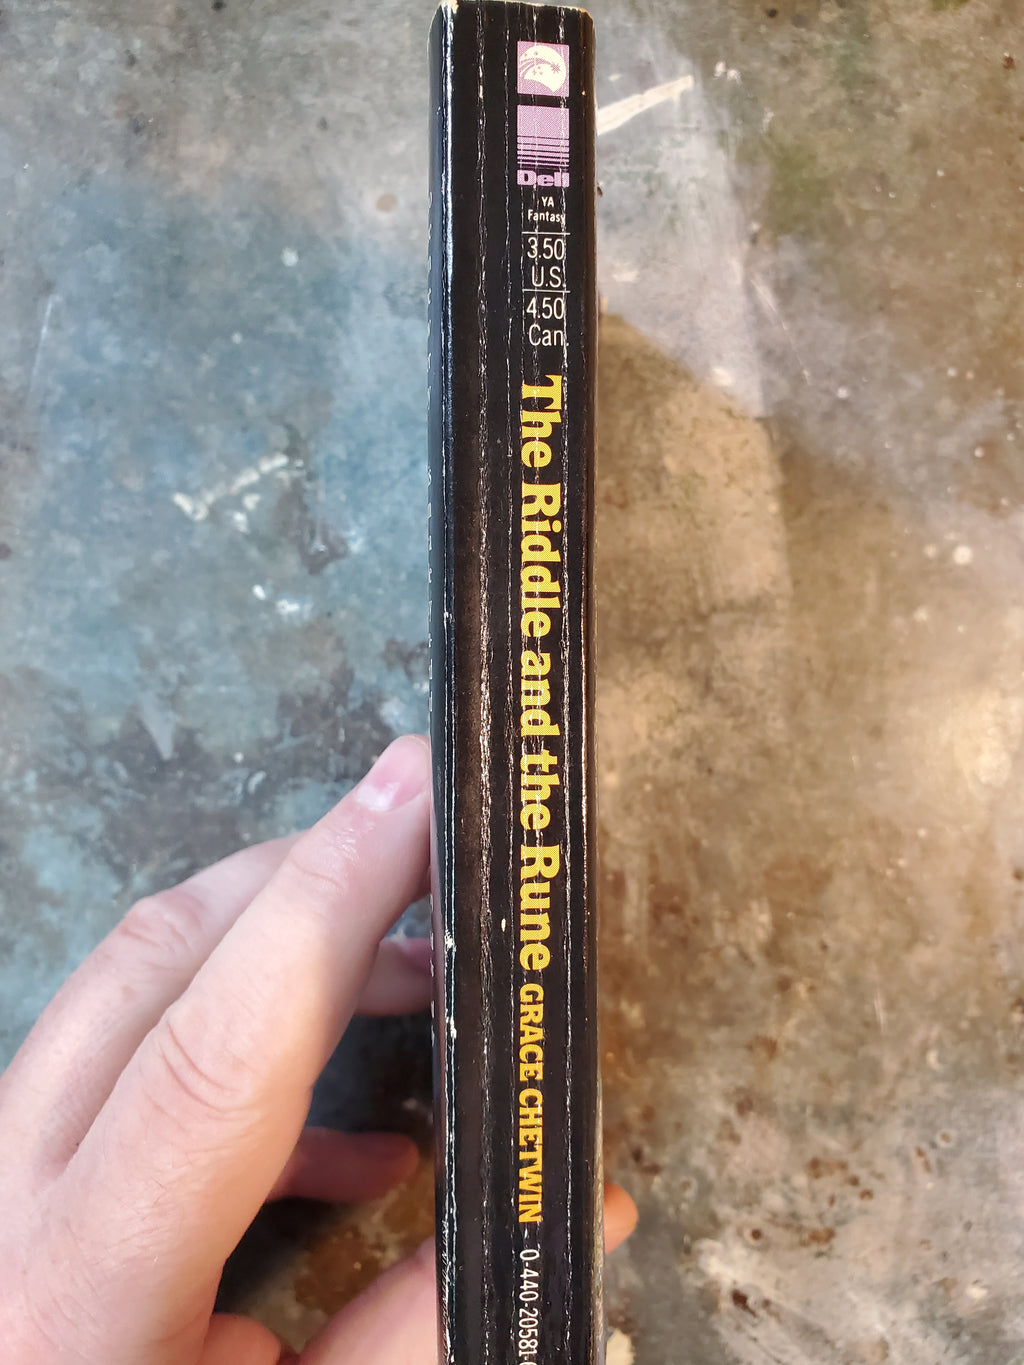 Dell
YA
Fantasy
3.50
U.S.
4.50
Can.
The Riddle and the Rune GRACE CHETWIN 0-440-20581-